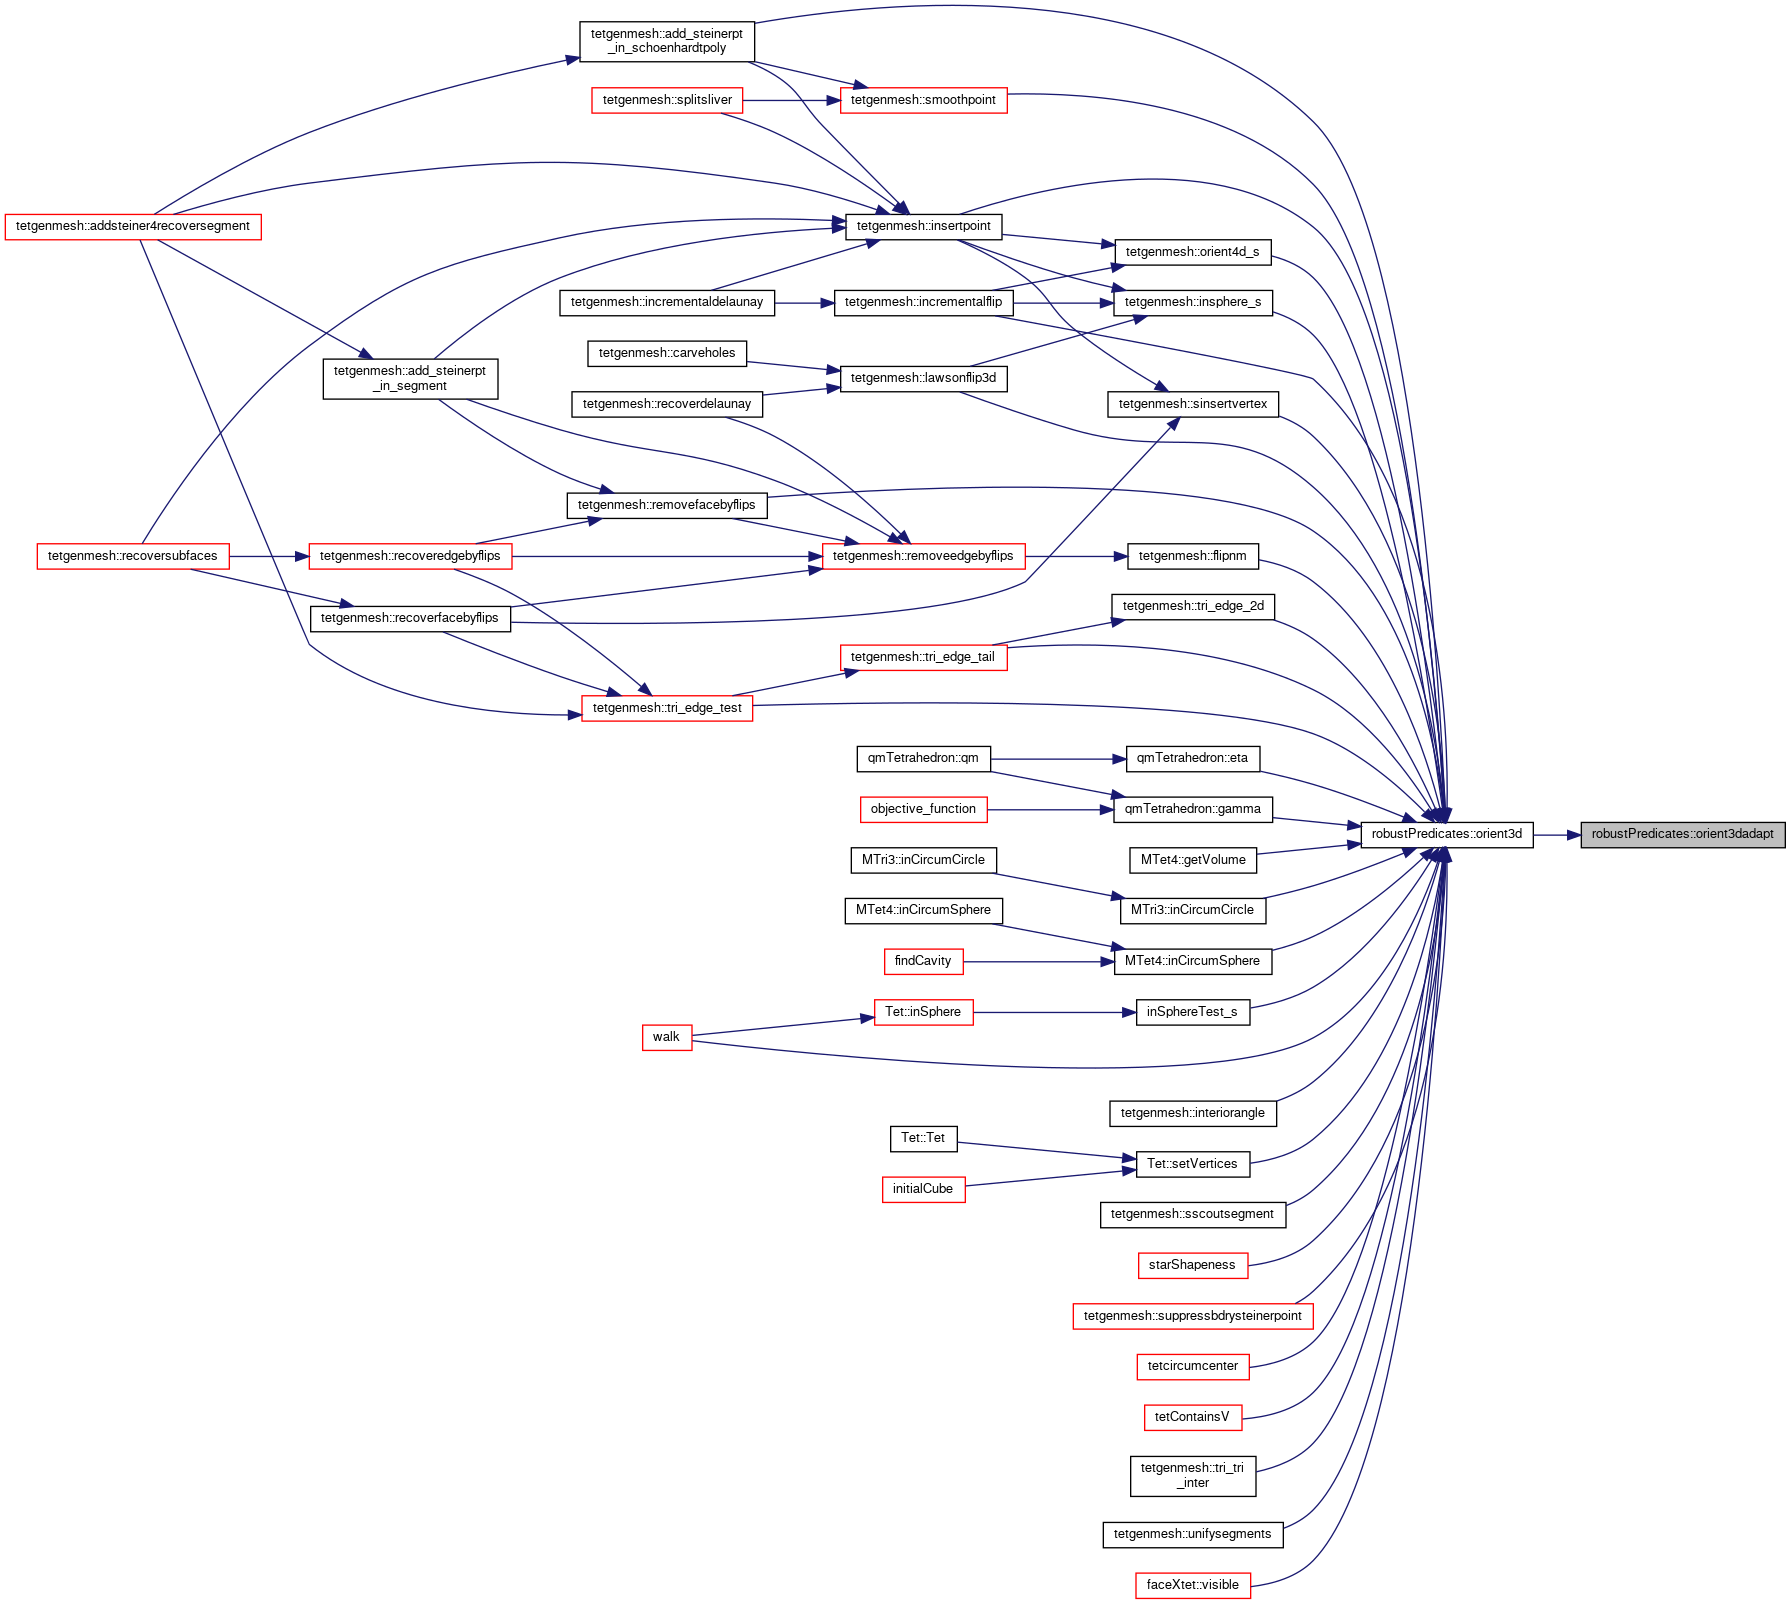 tetgenmesh::add_steinerpt
_in_schoenhardtpoly
tetgenmesh::splitsliver
tetgenmesh::smoothpoint
tetgenmesh::addsteiner4recoversegment
tetgenmesh::insertpoint
tetgenmesh::orient4d_s
tetgenmesh::incrementaldelaunay
tetgenmesh::incrementalflip
tetgenmesh::insphere_s
tetgenmesh::carveholes
tetgenmesh::add_steinerpt
_in_segment
tetgenmesh::lawsonflip3d
tetgenmesh::recoverdelaunay
tetgenmesh::sinsertvertex
tetgenmesh::removefacebyflips
tetgenmesh::recoversubfaces
tetgenmesh::recoveredgebyflips
tetgenmesh::removeedgebyflips
tetgenmesh::flipnm
tetgenmesh::recoverfacebyflips
tetgenmesh::tri_edge_2d
tetgenmesh::tri_edge_tail
tetgenmesh::tri_edge_test
qmTetrahedron::qm
qmTetrahedron::eta
objective_function
qmTetrahedron::gamma
robustPredicates::orient3d
robustPredicates::orient3dadapt
MTri3::inCircumCircle
MTet4::getVolume
MTet4::inCircumSphere
MTri3::inCircumCircle
findCavity
MTet4::inCircumSphere
Tet::inSphere
inSphereTest_s
walk
tetgenmesh::interiorangle
Tet::Tet
Tet::setVertices
initialCube
tetgenmesh::sscoutsegment
starShapeness
tetgenmesh::suppressbdrysteinerpoint
tetcircumcenter
tetContainsV
tetgenmesh::tri_tri
_inter
tetgenmesh::unifysegments
faceXtet::visible